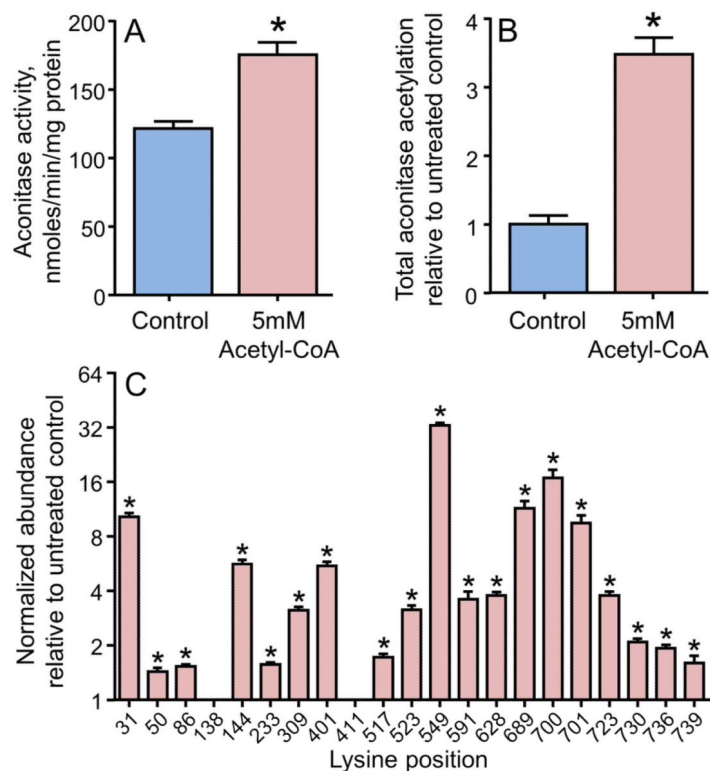 A
Aconitase activity,
nmoles/min/mg protein
200
150
100
50
0
*
Control
5mM
Acetyl-CoA
B
Total aconitase acetylation
relative to untreated control
4
3
2
1
0
*
Control
5mM
Acetyl-CoA
C
Normalized abundance
relative to untreated control
64
32
16
8
4
2
1
* * * * * * * * * * * * * * * * * * *
31 50 86 138 144 233 309 401 411 517 523 549 591 628 689 700 701 723 730 736 739
Lysine position